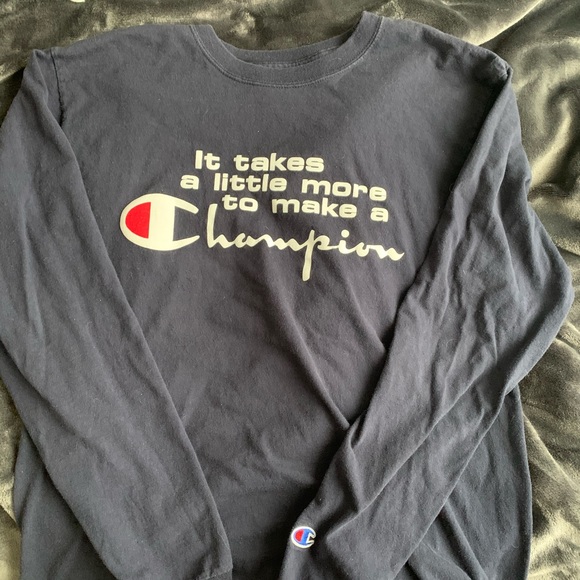 It takes
a little more
to make a
Champion